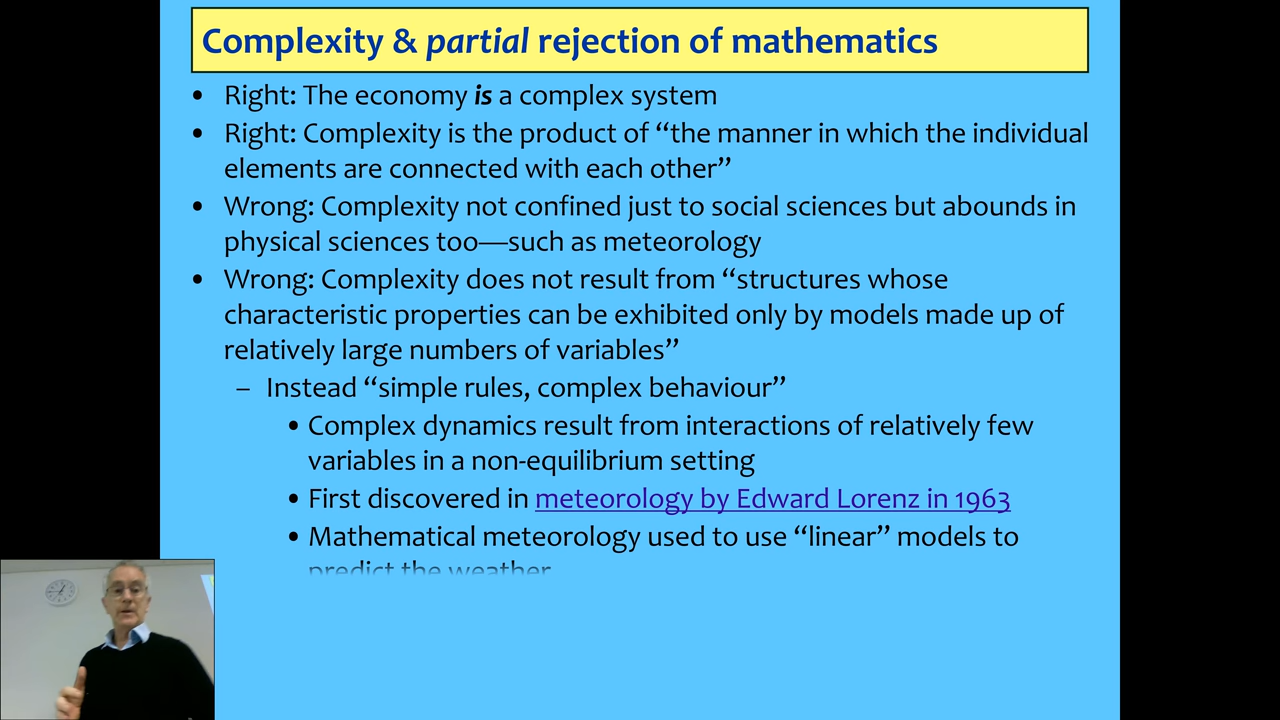 Complexity & partial rejection of mathematics
• Right: The economy is a complex system
• Right: Complexity is the product of “the manner in which the individual
elements are connected with each other”
• Wrong: Complexity not confined just to social sciences but abounds in
physical sciences too—such as meteorology
• Wrong: Complexity does not result from “structures whose
characteristic properties can be exhibited only by models made up of
relatively large numbers of variables”
– Instead “simple rules, complex behaviour”
• Complex dynamics result from interactions of relatively few
variables in a non-equilibrium setting
• First discovered in meteorology by Edward Lorenz in 1963
• Mathematical meteorology used to use “linear” models to
predict the weather